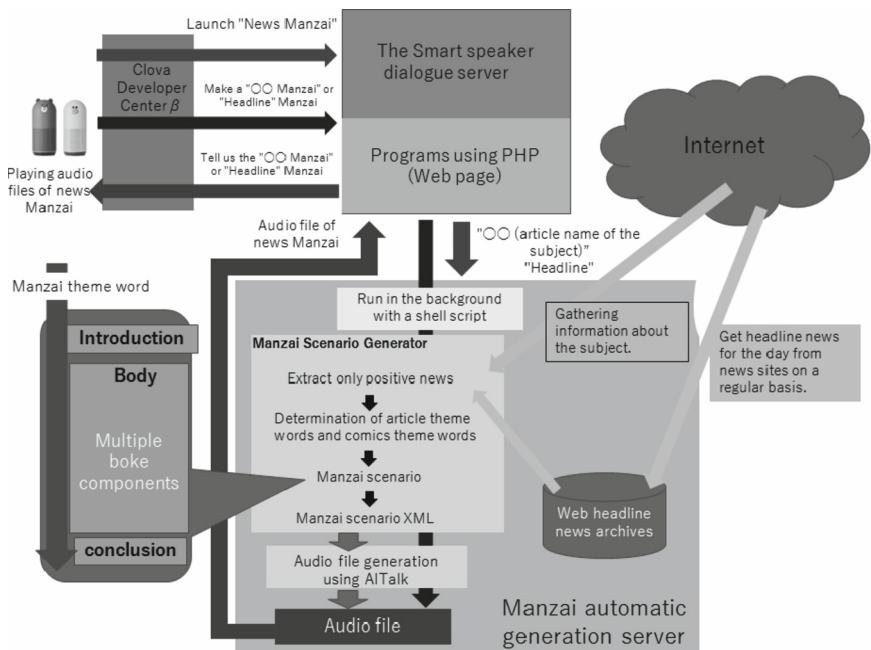 Launch "News Manzai"
Clova
Developer
Center β
Make a "〇〇 Manzai" or
"Headline" Manzai
Tell us the "〇〇 Manzai"
or "Headline" Manzai
Playing audio
files of news
Manzai
The Smart speaker
dialogue server
Programs using PHP
(Web page)
Internet
Audio file of
news Manzai
"〇〇 (article name of the
subject)"
"Headline"
Manzai theme word
Introduction
Body
Multiple
boke
components
conclusion
Run in the background
with a shell script
Manzai Scenario Generator
Extract only positive news
Determination of article theme
words and comics theme words
Manzai scenario
Manzai scenario XML
Audio file generation
using AITalk
Audio file
Gathering
information about
the subject.
Get headline news
for the day from
news sites on a
regular basis.
Web headline
news archives
Manzai automatic
generation server